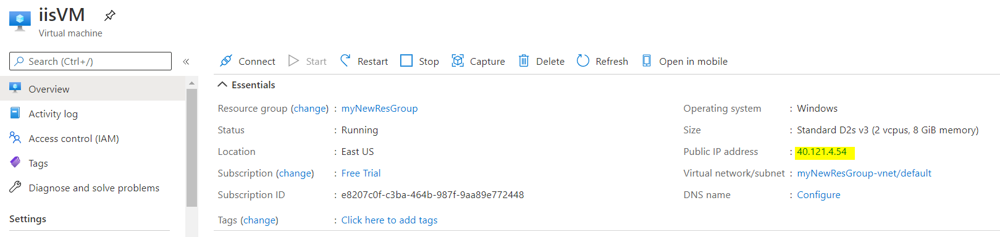 iisVM
Virtual machine
Search (Ctrl+/)
«
Overview
Activity log
Access control (IAM)
Tags
Diagnose and solve problems
Settings
Connect Start Restart Stop Capture Delete Refresh Open in mobile
Essentials
Resource group (change) : myNewResGroup
Status : Running
Location : East US
Subscription (change) : Free Trial
Subscription ID : e8207c0f-c3ba-464b-987f-9aa89e772448
Tags (change) : Click here to add tags
Operating system : Windows
Size : Standard D2s v3 (2 vcpus, 8 GiB memory)
Public IP address : 40.121.4.54
Virtual network/subnet : myNewResGroup-vnet/default
DNS name : Configure